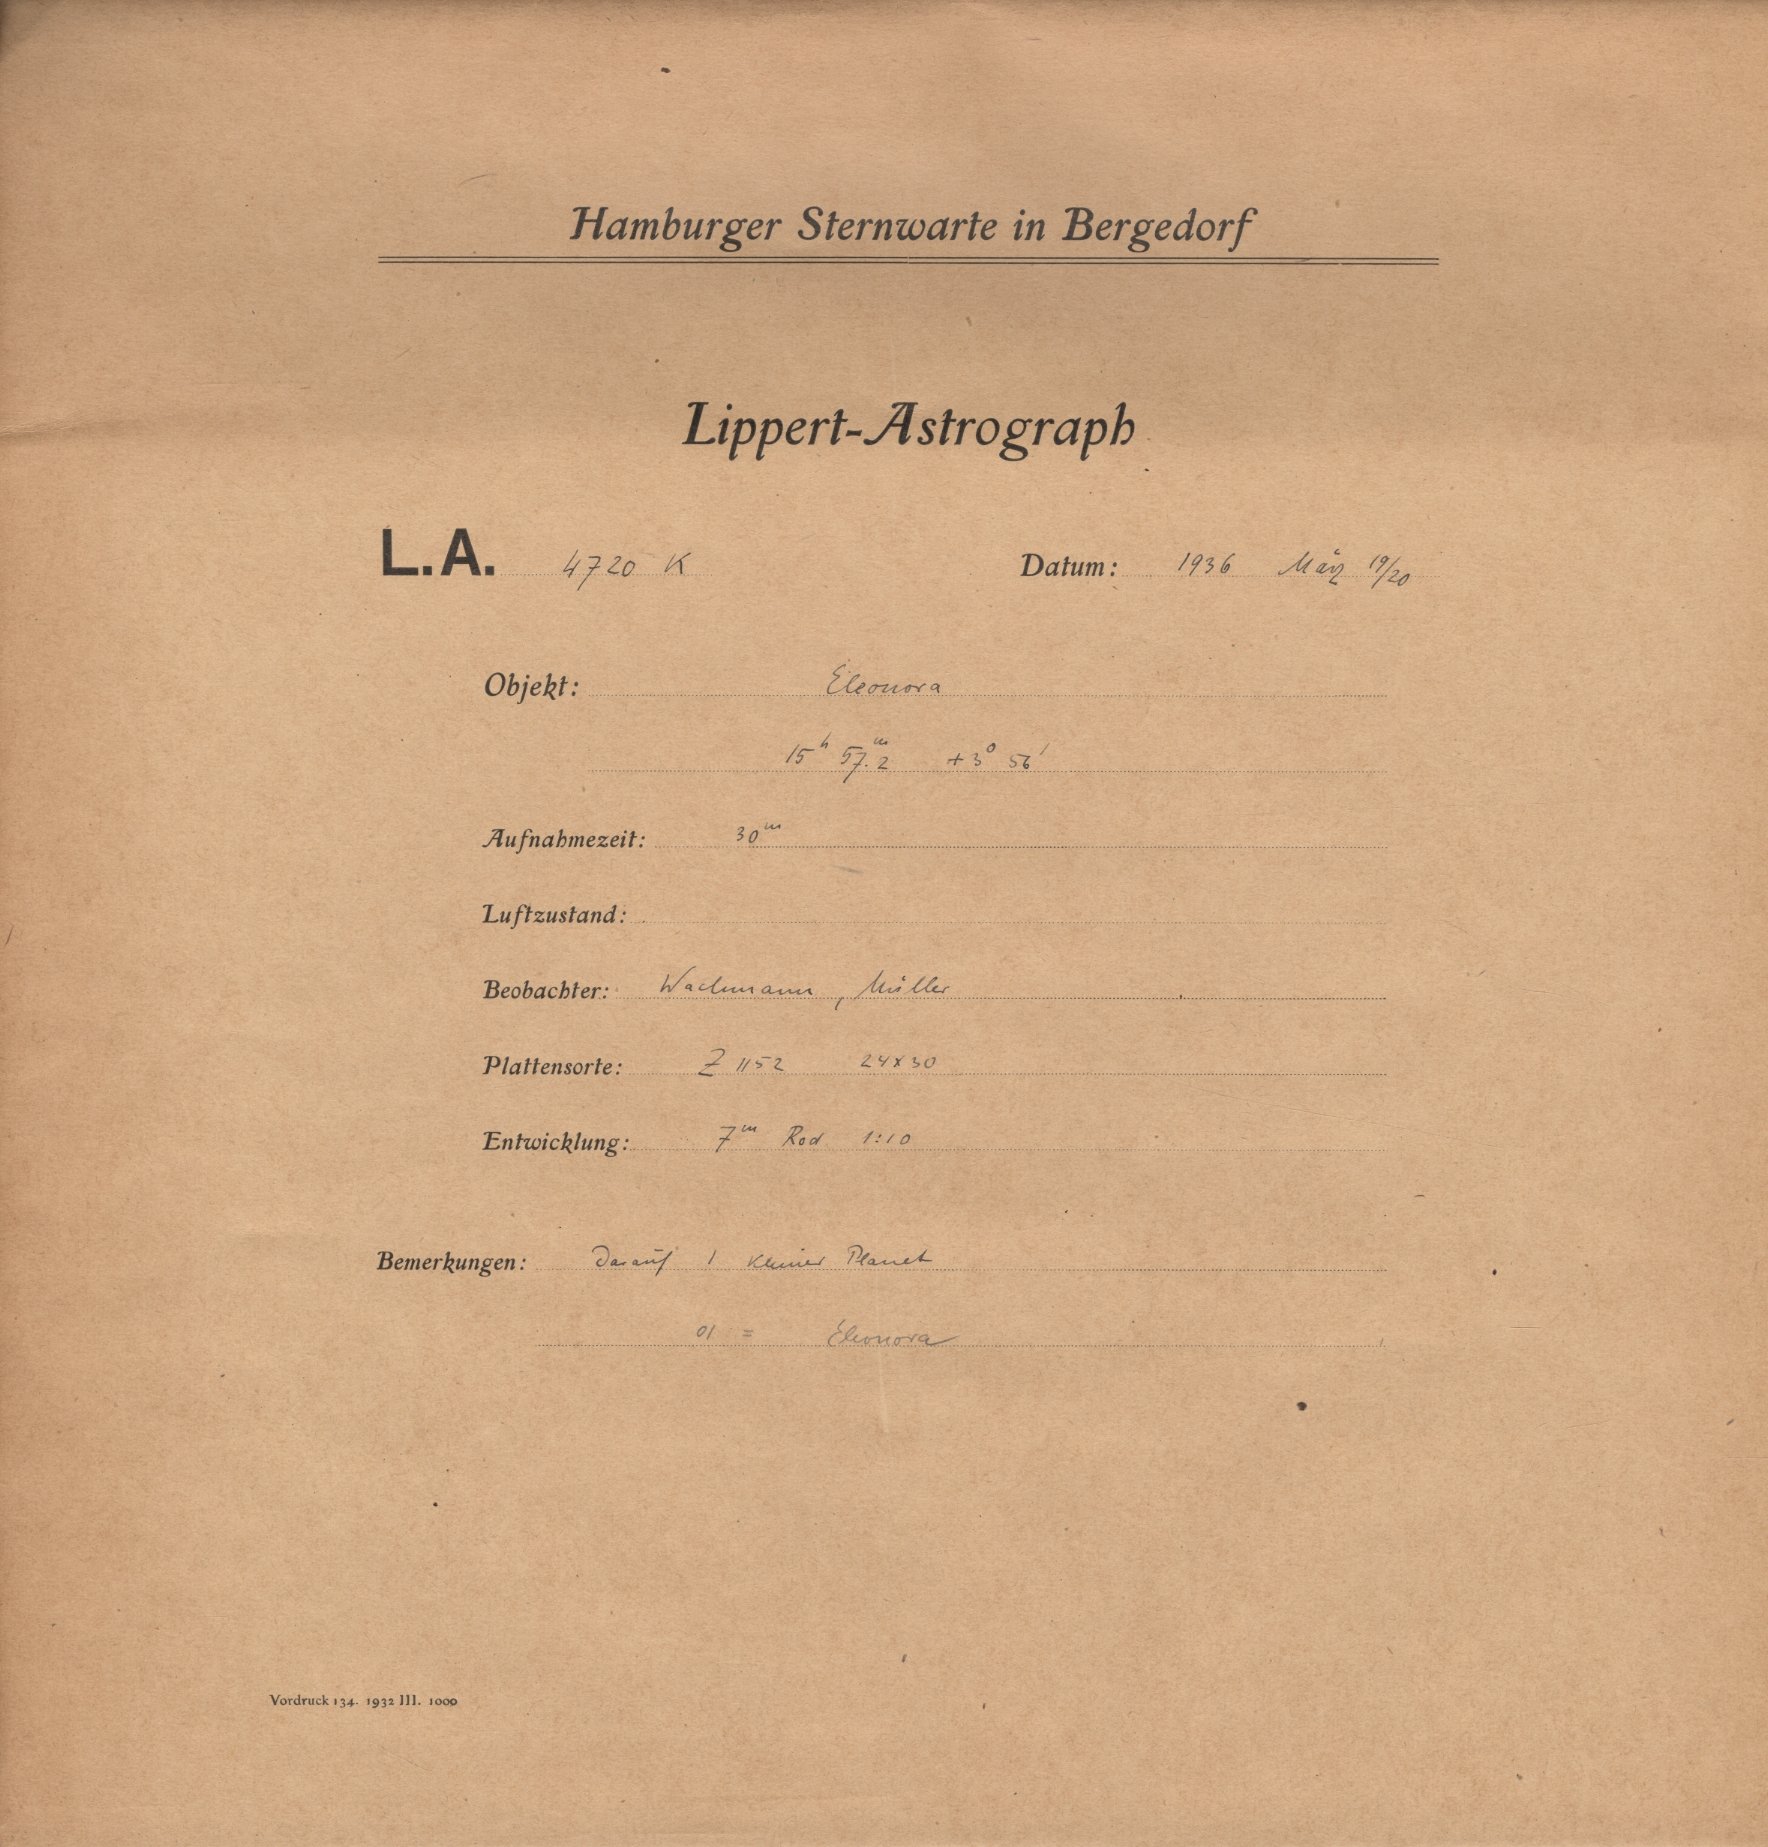 Hamburger Sternwarte in Bergedorf
Lippert-Astrograph
L.A. 4720 K Datum: 1936 März 19/20
Objekt: Eleonora
15ʰ 57.ᵐ2 +3° 56'
Aufnahmezeit: 30ᵐ
Luftzustand:
Beobachter: Wachmann, Müller
Plattensorte: Z 1152 24x30
Entwicklung: 7ᵐ Rod 1:10
Bemerkungen: Darauf 1 kleiner Planet
01 = Eleonora
Vordruck 134. 1932 III. 1000